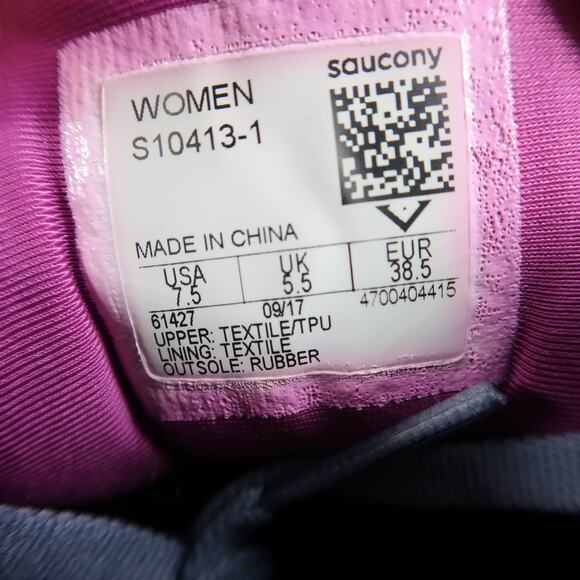 saucony
WOMEN
S10413-1
MADE IN CHINA
USA UK EUR
7.5 5.5 38.5
61427 09/17 4700404415
UPPER: TEXTILE/TPU
LINING: TEXTILE
OUTSOLE: RUBBER